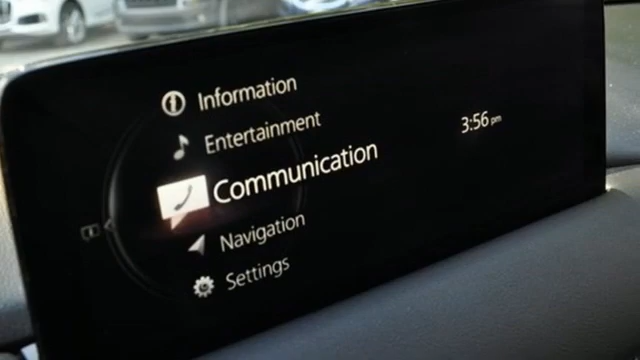 Information
Entertainment
3:56 pm
Communication
Navigation
Settings